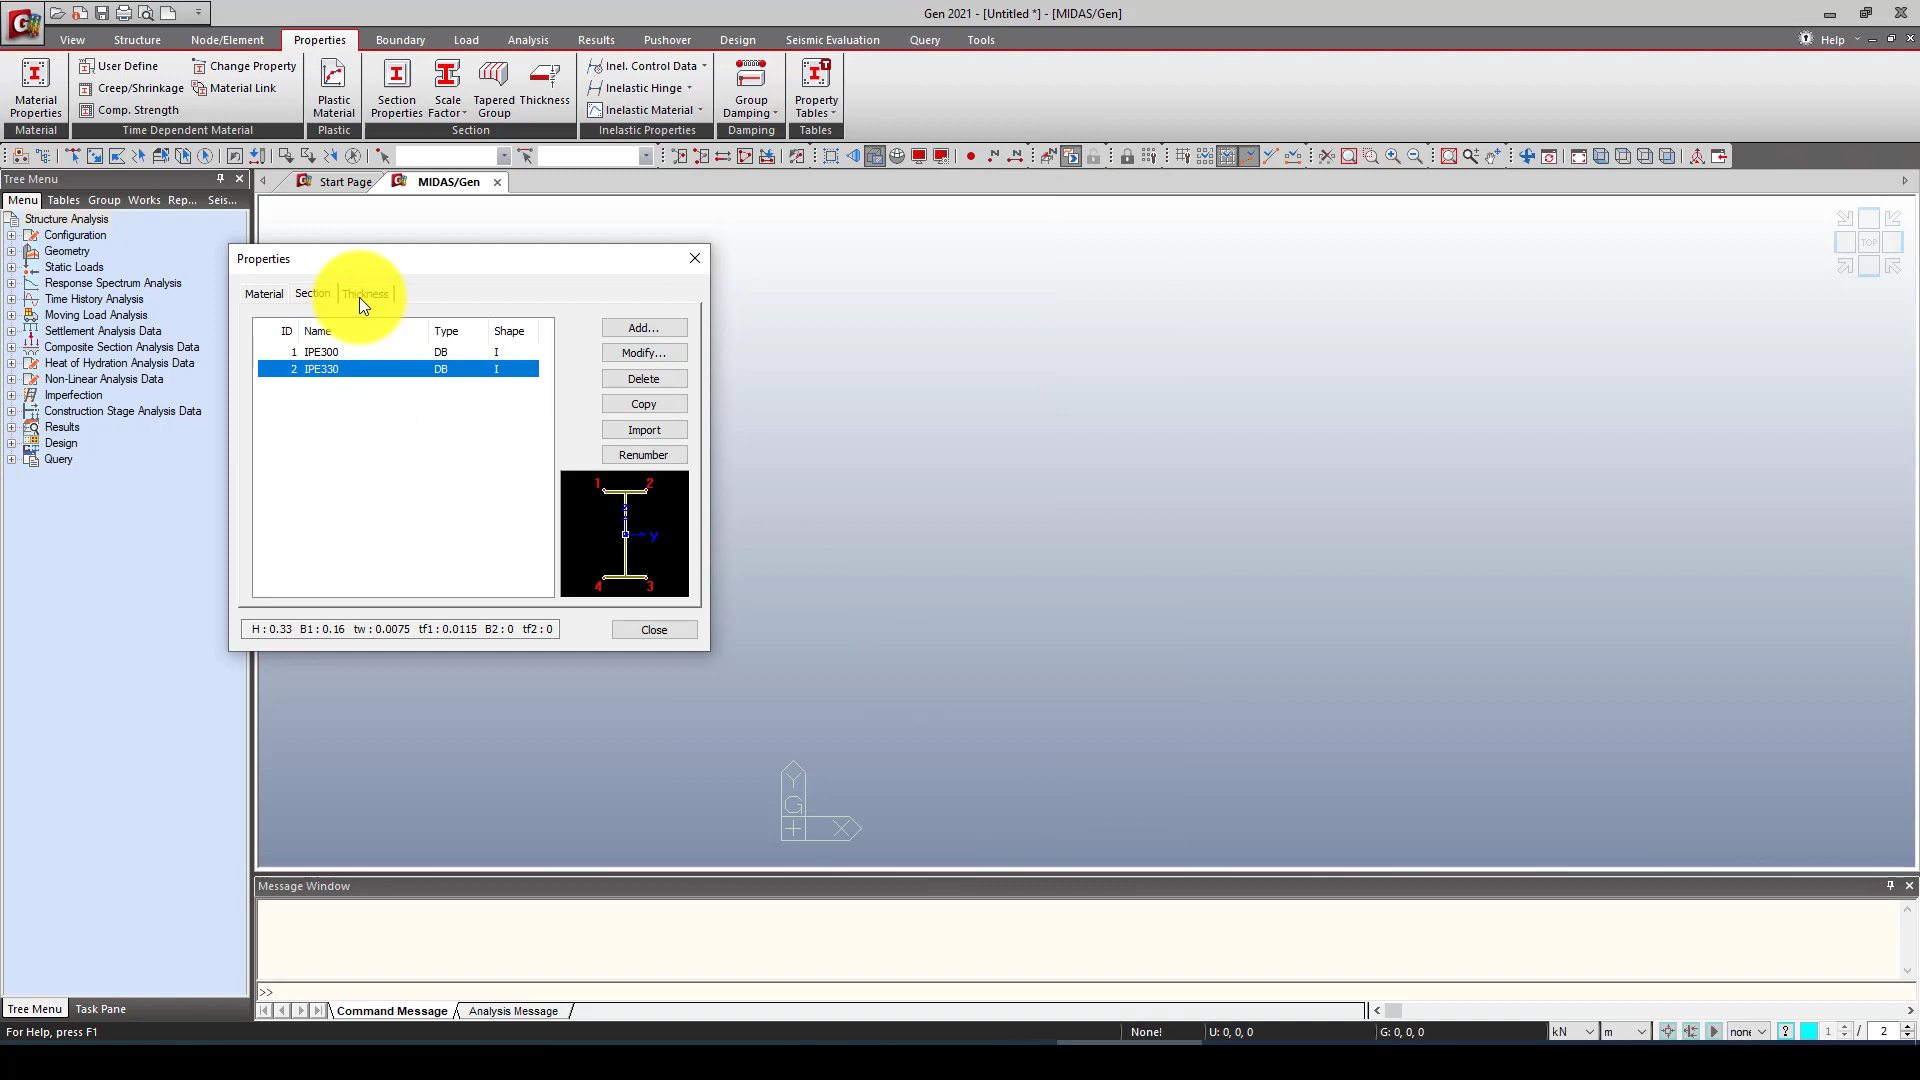 Gen 2021 - [Untitled *] - [MIDAS/Gen]
View Structure Node/Element Properties Boundary Load Analysis Results Pushover Design Seismic Evaluation Query Tools Help
Material Properties
User Define
Creep/Shrinkage
Comp. Strength
Change Property
Material Link
Plastic Material
Section Properties
Scale Factor
Tapered Group
Thickness
Inel. Control Data
Inelastic Hinge
Inelastic Material
Group Damping
Property Tables
Material Time Dependent Material Plastic Section Inelastic Properties Damping Tables
Tree Menu
Start Page MIDAS/Gen
Menu Tables Group Works Rep... Seis...
Structure Analysis
Configuration
Geometry
Static Loads
Response Spectrum Analysis
Time History Analysis
Moving Load Analysis
Settlement Analysis Data
Composite Section Analysis Data
Heat of Hydration Analysis Data
Non-Linear Analysis Data
Imperfection
Construction Stage Analysis Data
Results
Design
Query
TOP
Properties
Material Section Thickness
ID Name Type Shape
1 IPE300 DB I
2 IPE330 DB I
Add...
Modify...
Delete
Copy
Import
Renumber
1 2
z
y
4 3
H : 0.33 B1 : 0.16 tw : 0.0075 tf1 : 0.0115 B2 : 0 tf2 : 0
Close
Y
G
X
Message Window
>>
Command Message Analysis Message
Tree Menu Task Pane
For Help, press F1
None!
U: 0, 0, 0
G: 0, 0, 0
kN
m
none
? 1 / 2